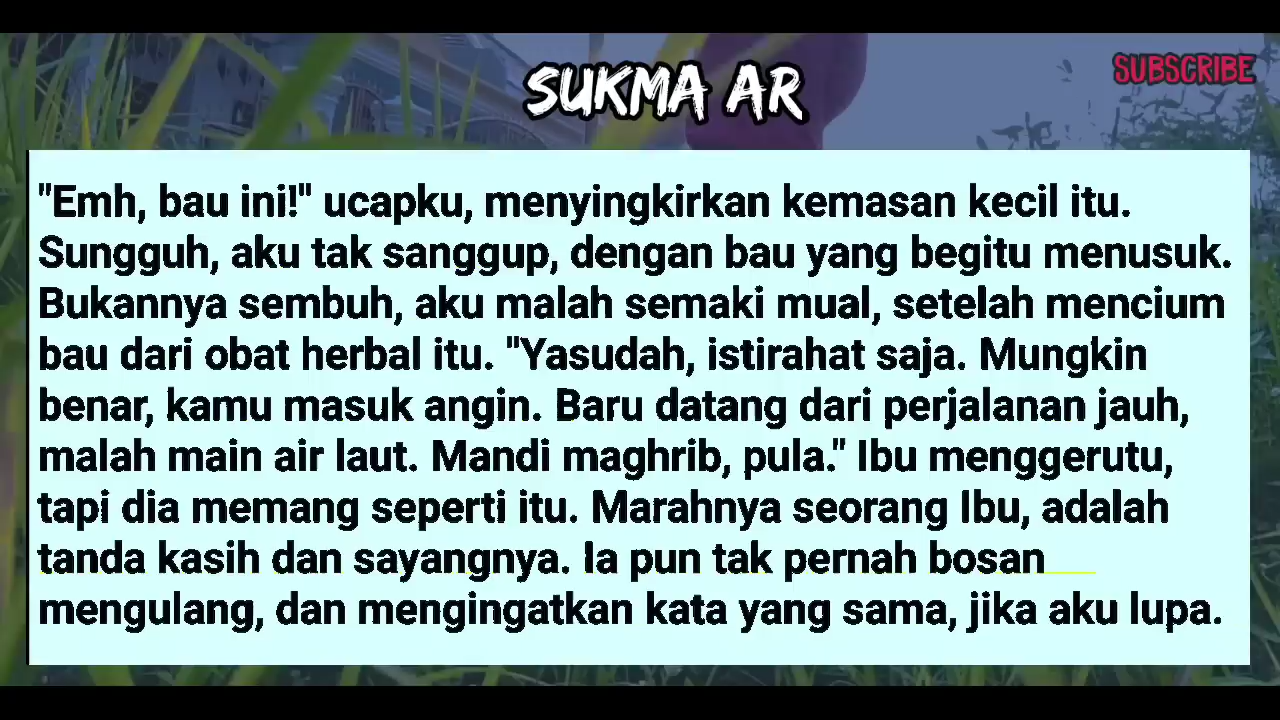 SUKMA AR
SUBSCRIBE
"Emh, bau ini!" ucapku, menyingkirkan kemasan kecil itu.
Sungguh, aku tak sanggup, dengan bau yang begitu menusuk.
Bukannya sembuh, aku malah semaki mual, setelah mencium
bau dari obat herbal itu. "Yasudah, istirahat saja. Mungkin
benar, kamu masuk angin. Baru datang dari perjalanan jauh,
malah main air laut. Mandi maghrib, pula." Ibu menggerutu,
tapi dia memang seperti itu. Marahnya seorang Ibu, adalah
tanda kasih dan sayangnya. Ia pun tak pernah bosan
mengulang, dan mengingatkan kata yang sama, jika aku lupa.